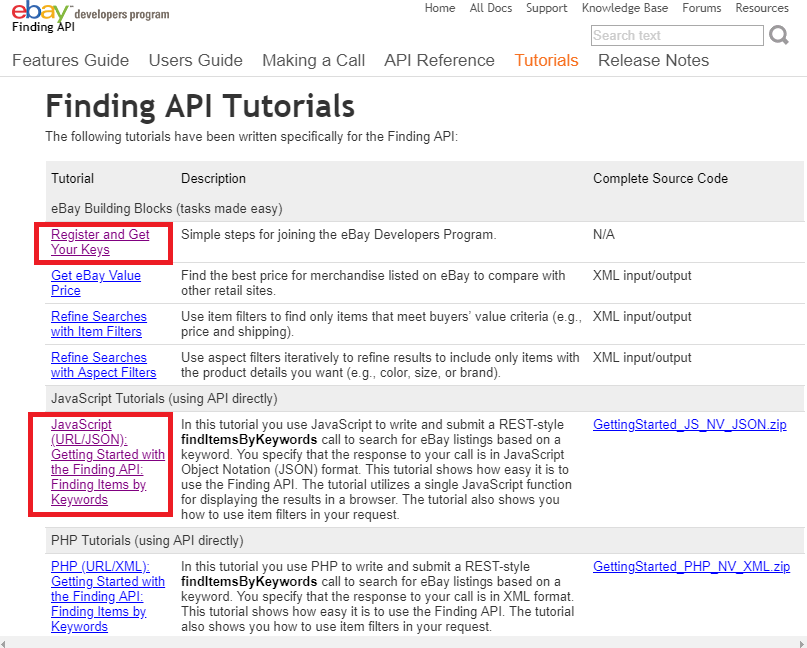 Home All Docs Support Knowledge Base Forums Resources
ebay™ developers program
Finding API
Search text
Features Guide Users Guide Making a Call API Reference Tutorials Release Notes
Finding API Tutorials
The following tutorials have been written specifically for the Finding API:
Tutorial Description Complete Source Code
eBay Building Blocks (tasks made easy)
Register and Get Simple steps for joining the eBay Developers Program. N/A
Your Keys
Get eBay Value Find the best price for merchandise listed on eBay to compare with XML input/output
Price other retail sites.
Refine Searches Use item filters to find only items that meet buyers' value criteria (e.g., XML input/output
with Item Filters price and shipping).
Refine Searches Use aspect filters iteratively to refine results to include only items with XML input/output
with Aspect Filters the product details you want (e.g., color, size, or brand).
JavaScript Tutorials (using API directly)
JavaScript In this tutorial you use JavaScript to write and submit a REST-style GettingStarted_JS_NV_JSON.zip
(URL/JSON): findItemsByKeywords call to search for eBay listings based on a
Getting Started with keyword. You specify that the response to your call is in JavaScript
the Finding API: Object Notation (JSON) format. This tutorial shows how easy it is to
Finding Items by use the Finding API. The tutorial utilizes a single JavaScript function
Keywords for displaying the results in a browser. The tutorial also shows you
how to use item filters in your request.
PHP Tutorials (using API directly)
PHP (URL/XML): In this tutorial you use PHP to write and submit a REST-style GettingStarted_PHP_NV_XML.zip
Getting Started with findItemsByKeywords call to search for eBay listings based on a
the Finding API: keyword. You specify that the response to your call is in XML format.
Finding Items by This tutorial shows how easy it is to use the Finding API. The tutorial
Keywords also shows you how to use item filters in your request.